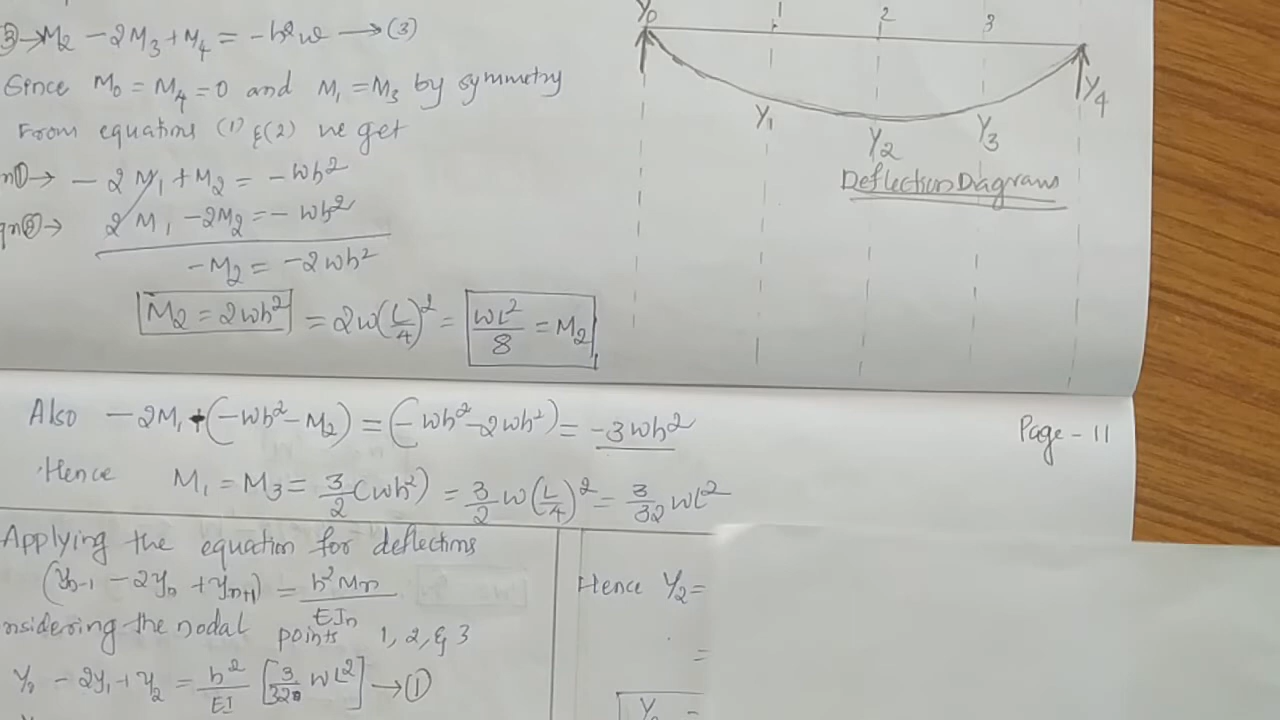 ③→ M₂ - 2M₃ + M₄ = -h²w → (3)
Since M₀ = M₄ = 0 and M₁ = M₃ by symmetry
From equations (1) & (2) we get
n① → - 2M₁ + M₂ = - wh²
qn② → 2M₁ - 2M₂ = - wh²
- M₂ = - 2wh²
M₂ = 2wh² = 2w(L/4)² = wL²/8 = M₂
Y₀ 1 2 3
Y₁ Y₂ Y₃ Y₄
Deflection Diagram
Also - 2M₁ + (-wh² - M₂) = (-wh² - 2wh²) = -3wh²
Page - 11
Hence M₁ = M₃ = 3/2 (wh²) = 3/2 w(L/4)² = 3/32 wL²
Applying the equation for deflections
(yₙ₋₁ - 2yₙ + yₙ₊₁) = h²Mₙ/EIₙ
nsidering the nodal points 1, 2, & 3
y₀ - 2y₁ + y₂ = h²/EI [3/32 wL²] → ①
Hence Y₂ =
=
Y₂ =